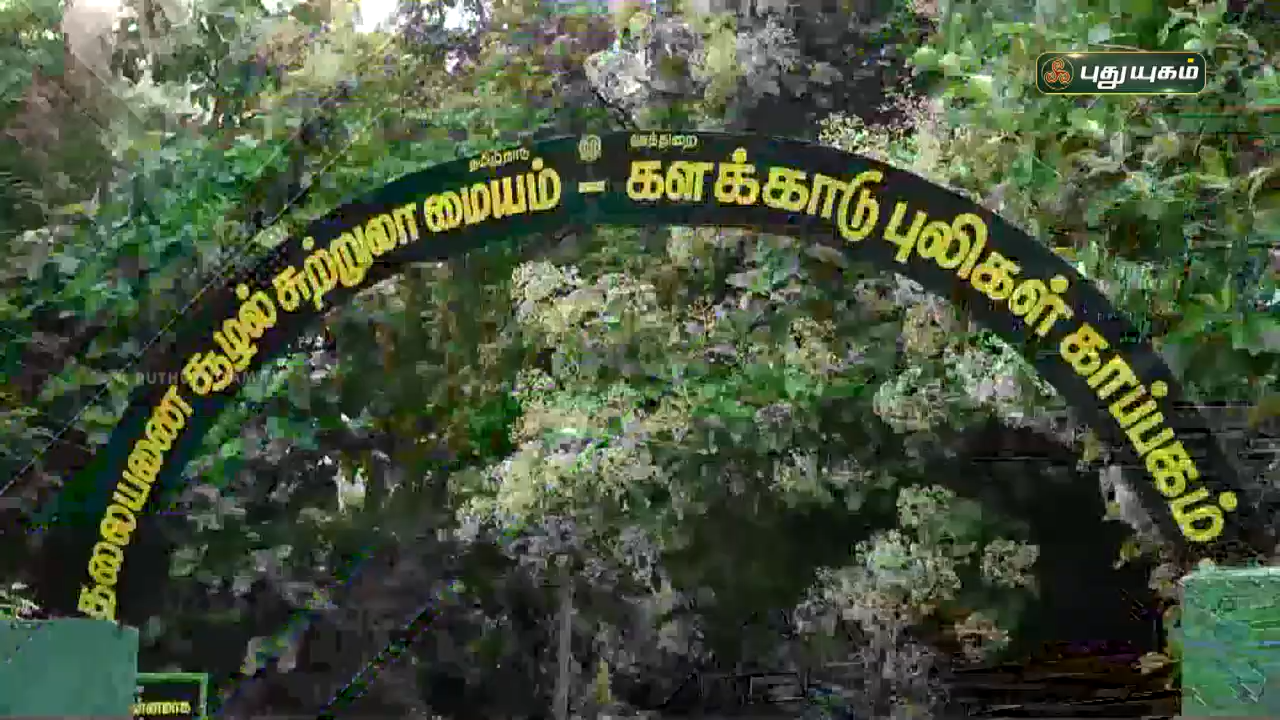 புதுயுகம்
தமிழ்நாடு வனத்துறை
தலையணை சூழல் சுற்றுலா மையம் – களக்காடு புலிகள் காப்பகம்